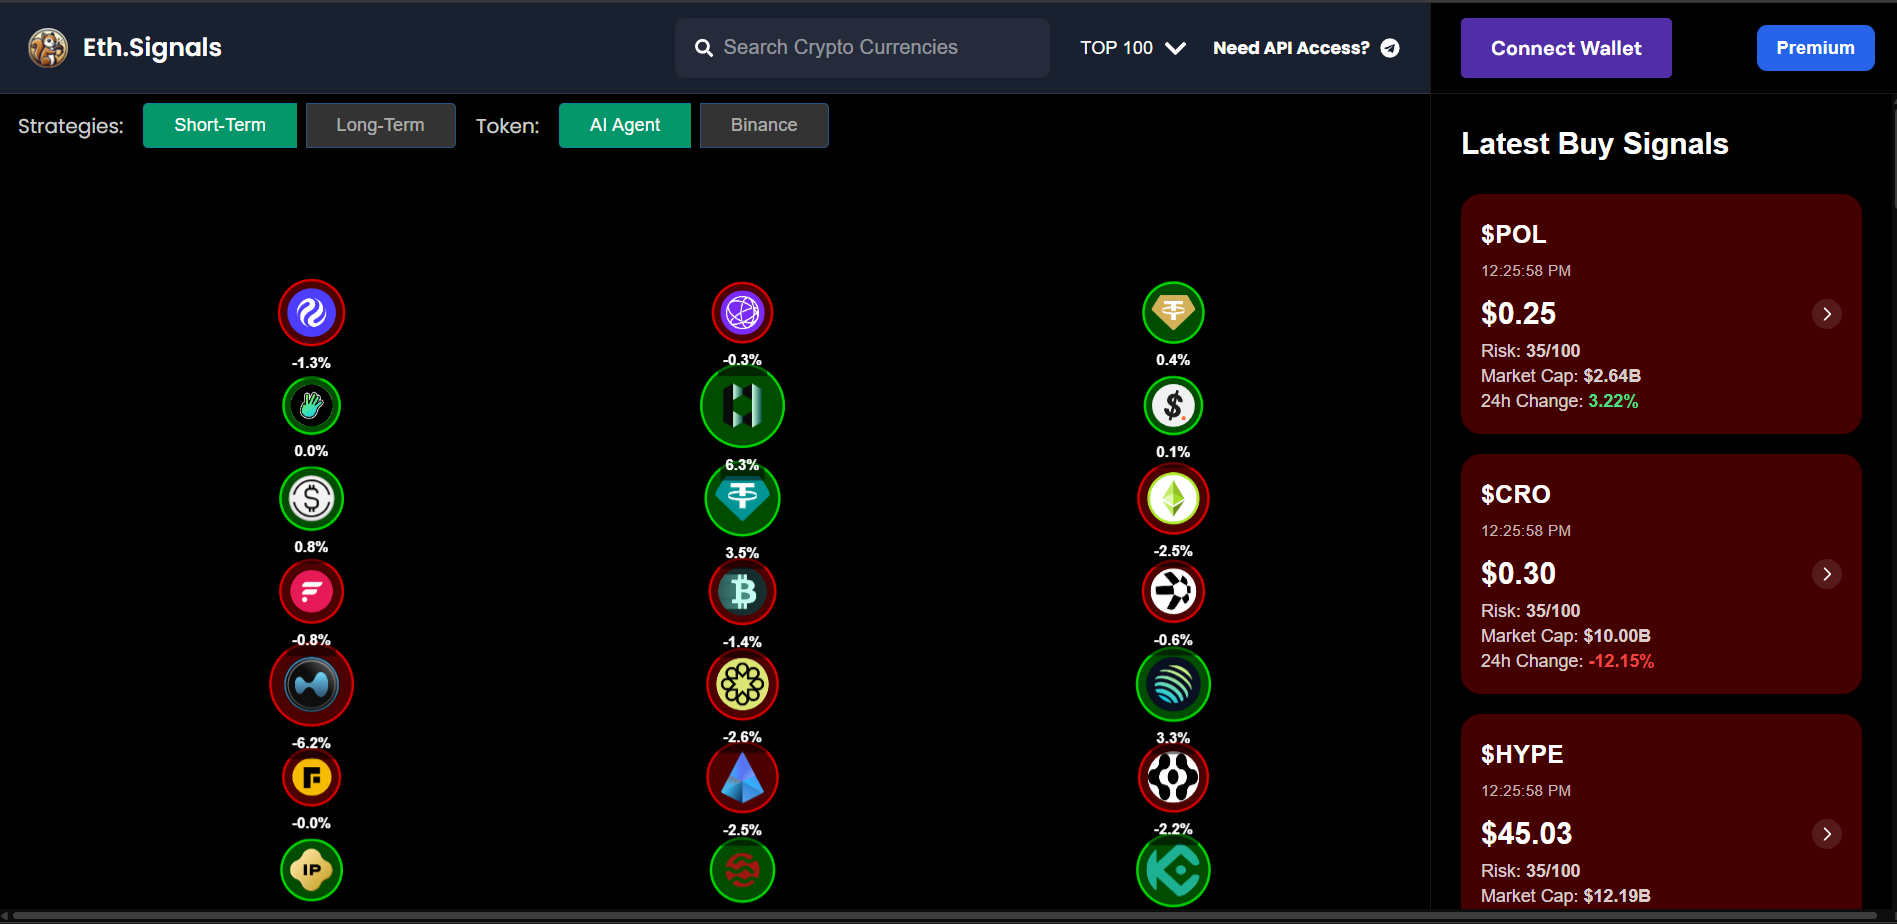 Eth.Signals
Search Crypto Currencies
TOP 100
Need API Access?
Connect Wallet
Premium
Strategies:
Short-Term
Long-Term
Token:
AI Agent
Binance
-1.3%
-0.3%
0.4%
0.0%
6.3%
0.1%
0.8%
3.5%
-2.5%
-0.8%
-1.4%
-0.6%
-6.2%
-2.6%
3.3%
-0.0%
-2.5%
-2.2%
IP
Latest Buy Signals
$POL
12:25:58 PM
$0.25
Risk: 35/100
Market Cap: $2.64B
24h Change: 3.22%
$CRO
12:25:58 PM
$0.30
Risk: 35/100
Market Cap: $10.00B
24h Change: -12.15%
$HYPE
12:25:58 PM
$45.03
Risk: 35/100
Market Cap: $12.19B